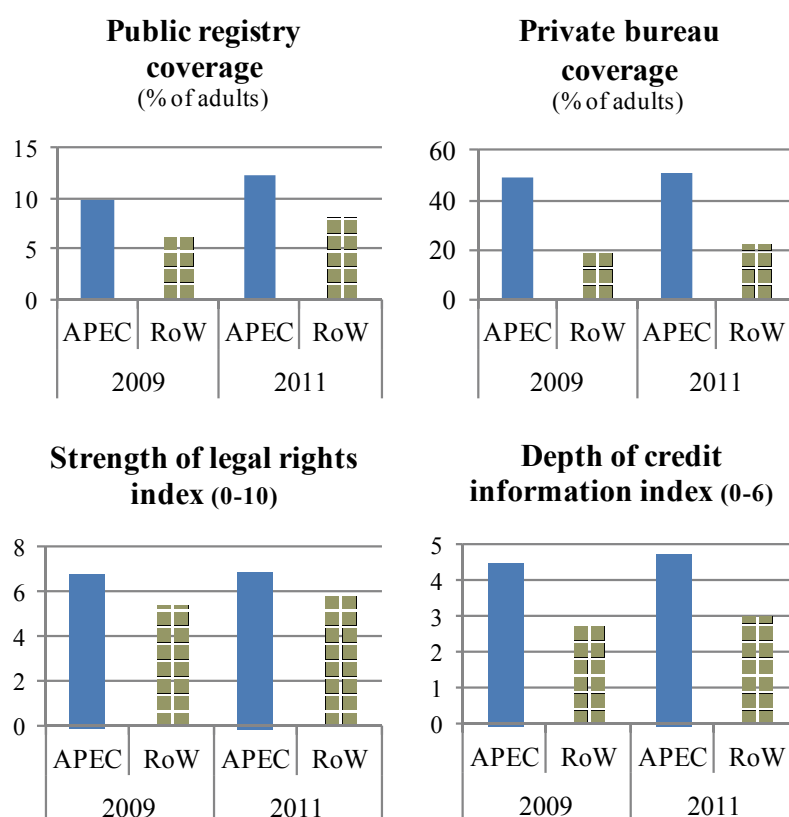 Public registry
coverage
(% of adults)
15
10
5
0
APEC RoW APEC RoW
2009 2011
Private bureau
coverage
(% of adults)
60
40
20
0
APEC RoW APEC RoW
2009 2011
Strength of legal rights
index (0-10)
8
6
4
2
0
APEC RoW APEC RoW
2009 2011
Depth of credit
information index (0-6)
5
4
3
2
1
0
APEC RoW APEC RoW
2009 2011